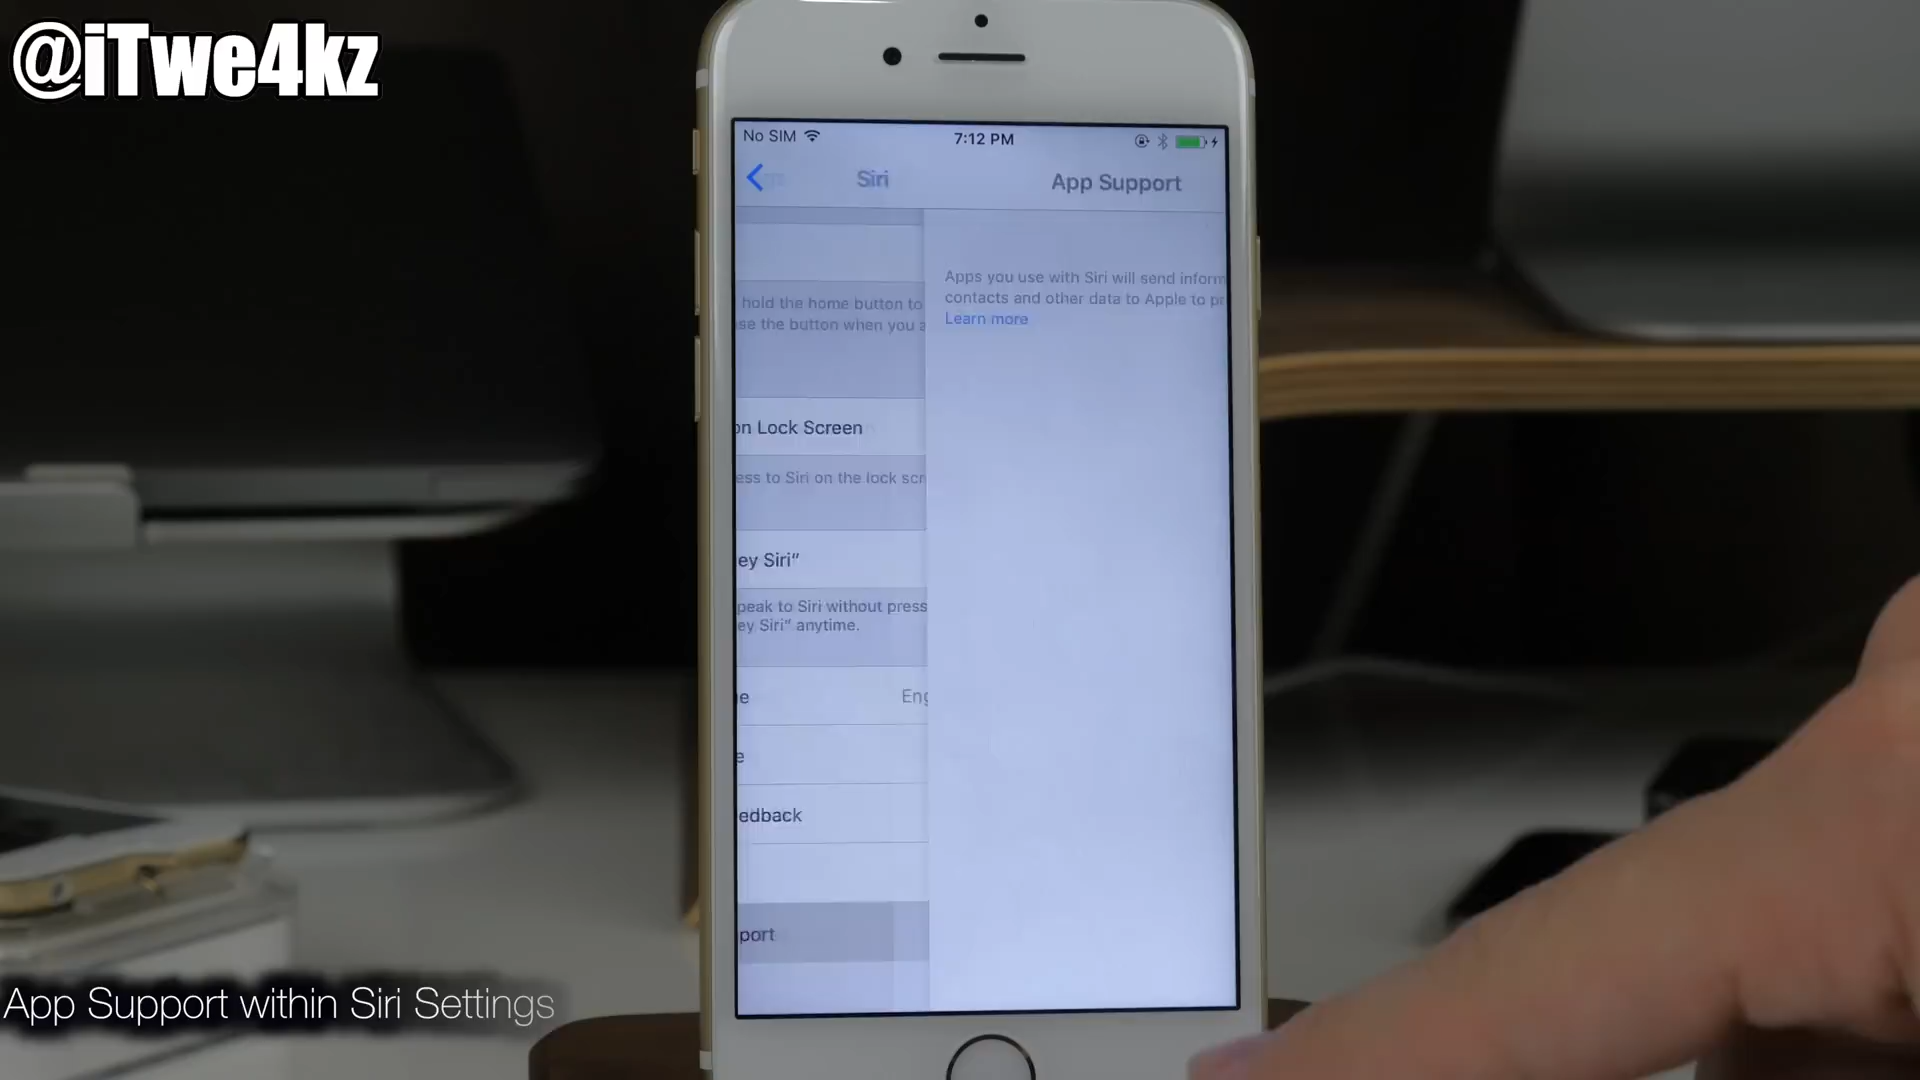 @iTwe4kz
No SIM
7:12 PM
Siri
App Support
hold the home button to
se the button when you a
Apps you use with Siri will send inform
contacts and other data to Apple to pr
Learn more
on Lock Screen
ess to Siri on the lock scr
ey Siri"
peak to Siri without press
ey Siri" anytime.
e
Eng
e
edback
port
App Support within Siri Settings